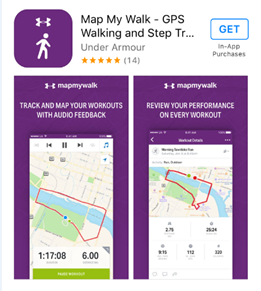 Map My Walk - GPS
Walking and Step Tr...
Under Armour
(14)
GET
In-App
Purchases
mapmywalk
TRACK AND MAP YOUR WORKOUTS
WITH AUDIO FEEDBACK
1:17:08
6.00
PAUSE WORKOUT
mapmywalk
REVIEW YOUR PERFORMANCE
ON EVERY WORKOUT
Workout Details
2.75
25:24
9:15
112
320